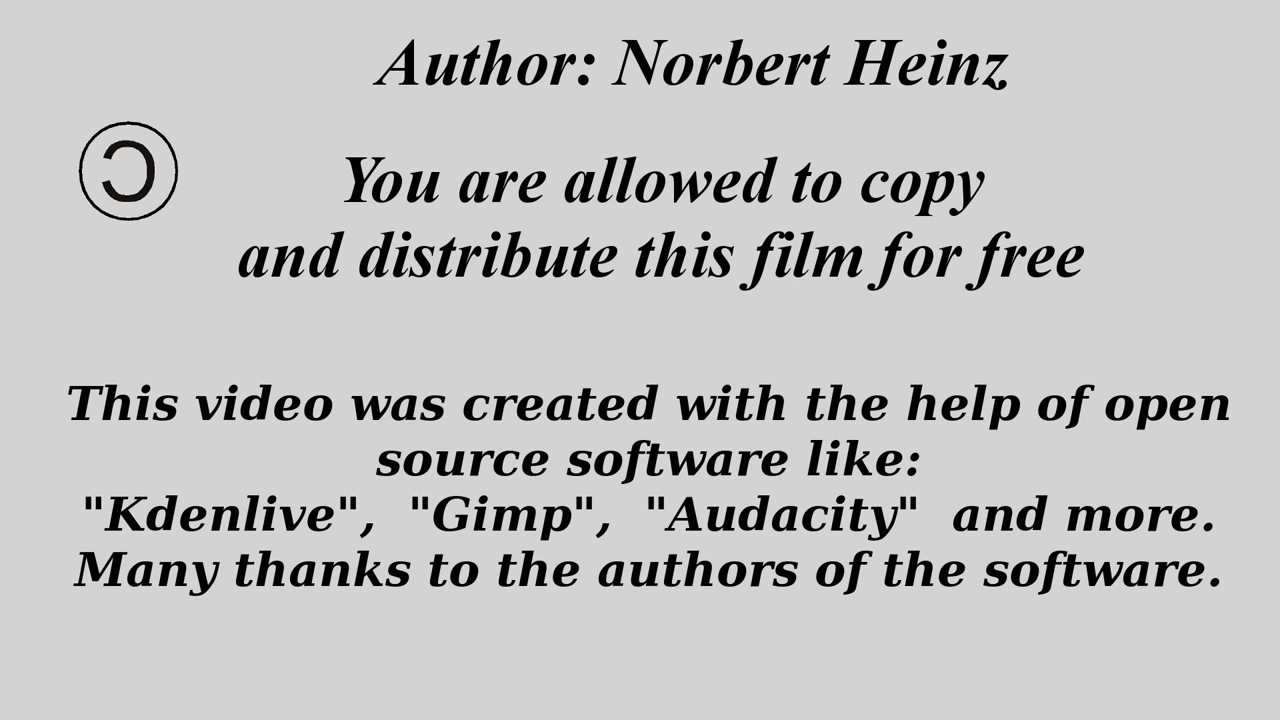 Author: Norbert Heinz
You are allowed to copy
and distribute this film for free
This video was created with the help of open
source software like:
"Kdenlive", "Gimp", "Audacity" and more.
Many thanks to the authors of the software.